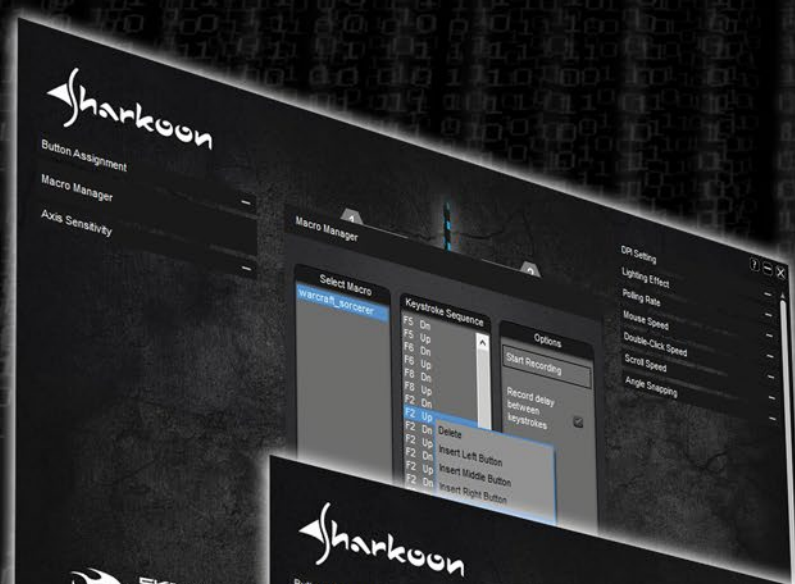 Sharkoon
Button Assignment
Macro Manager
Axis Sensitivity
1
2
Macro Manager
Select Macro
warcraft_sorcerer
Keystroke Sequence
F5 Dn
F5 Up
F6 Dn
F6 Up
F8 Dn
F8 Up
F2 Dn
F2 Up
F2 Dn
F2 Up
F2 Dn
F2 Up
F2 Dn
Delete
Insert Left Button
Insert Middle Button
Insert Right Button
Options
Start Recording
Record delay
between
keystrokes
DPI Setting
Lighting Effect
Polling Rate
Mouse Speed
Double-Click Speed
Scroll Speed
Angle Snapping
Sharkoon